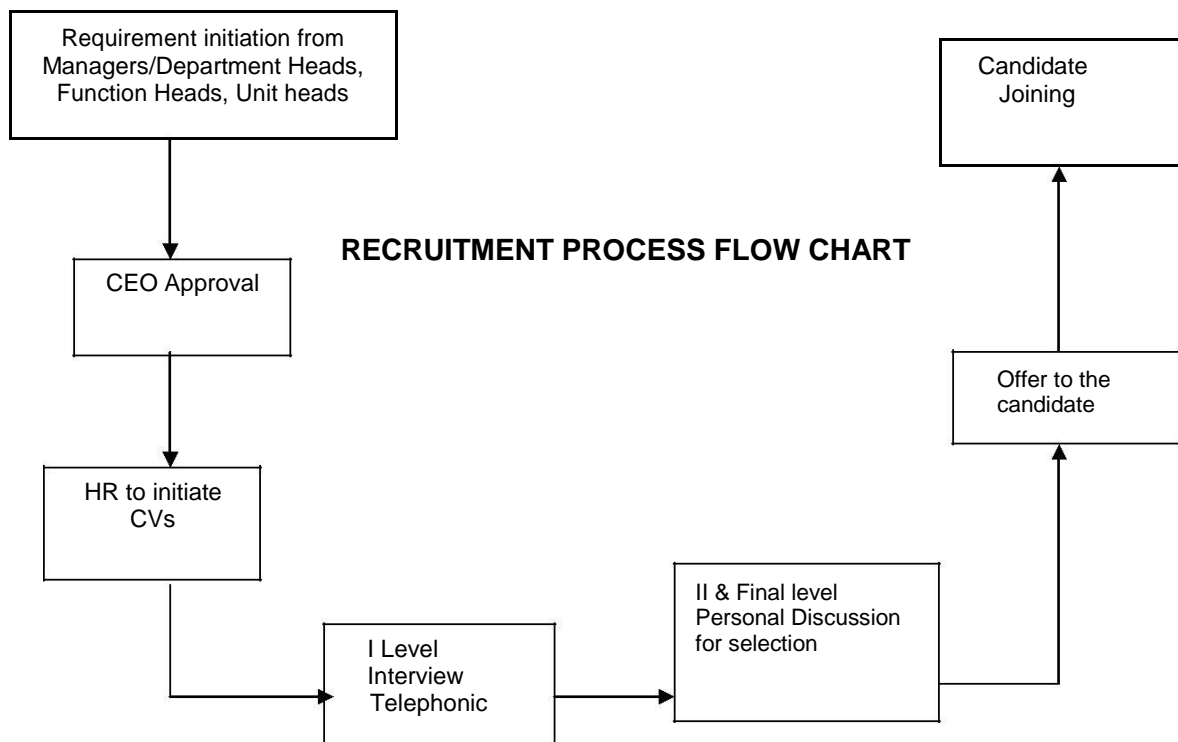 Requirement initiation from
Managers/Department Heads,
Function Heads, Unit heads
Candidate
Joining
RECRUITMENT PROCESS FLOW CHART
CEO Approval
Offer to the
candidate
HR to initiate
CVs
II & Final level
Personal Discussion
for selection
I Level
Interview
Telephonic